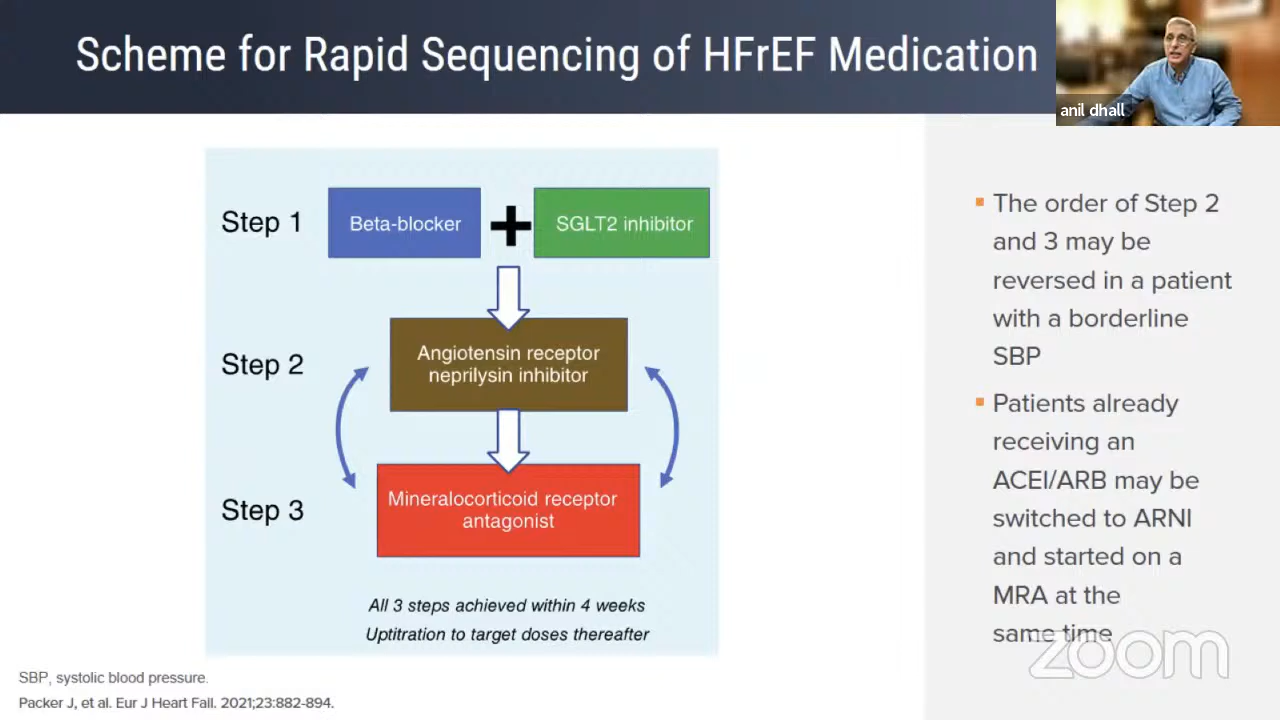 Scheme for Rapid Sequencing of HFrEF Medication
anil dhall
Step 1
Beta-blocker
SGLT2 inhibitor
Step 2
Angiotensin receptor
neprilysin inhibitor
Step 3
Mineralocorticoid receptor
antagonist
All 3 steps achieved within 4 weeks
Uptitration to target doses thereafter
▪ The order of Step 2
and 3 may be
reversed in a patient
with a borderline
SBP
▪ Patients already
receiving an
ACEI/ARB may be
switched to ARNI
and started on a
MRA at the
same time
zoom
SBP, systolic blood pressure.
Packer J, et al. Eur J Heart Fall. 2021;23:882-894.